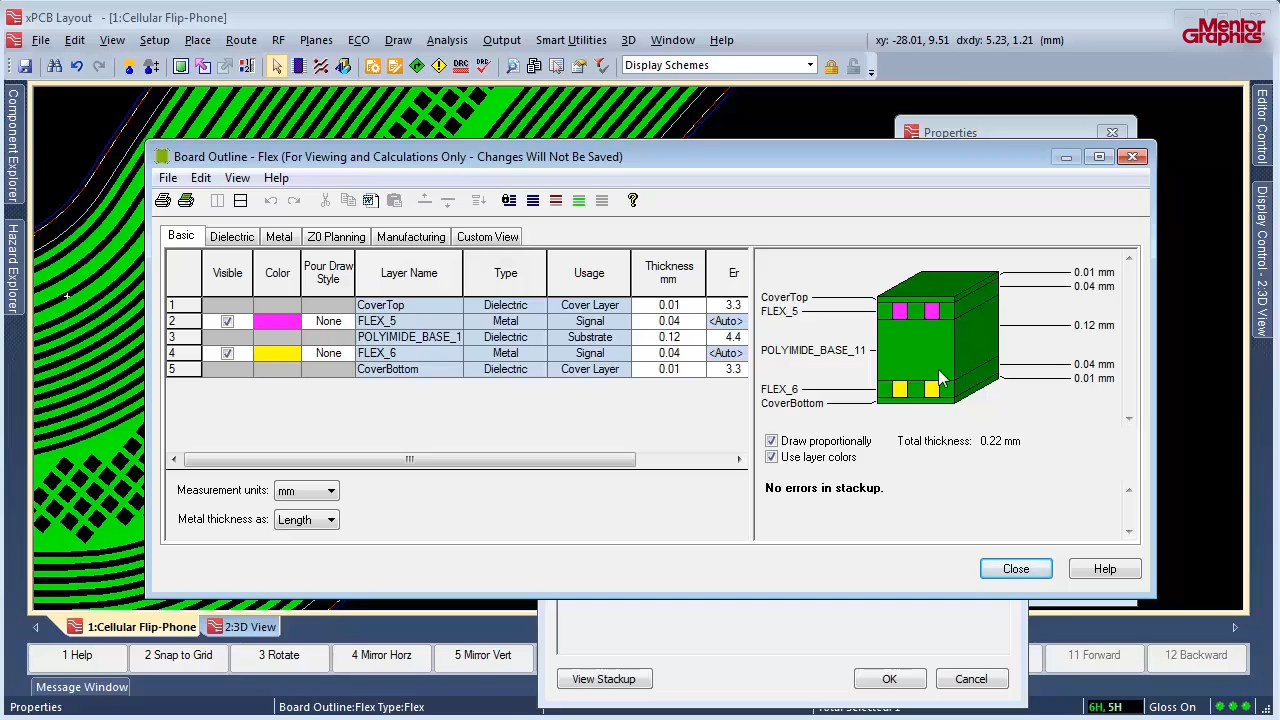 xPCB Layout - [1:Cellular Flip-Phone]
File Edit View Setup Place Route RF Planes ECO Draw Analysis Utilities 3D Window Help
xy: -28.01, 9.51 dxdy: 5.23, 1.21 (mm)
Mentor Graphics
Display Schemes
Component Explorer
Hazard Explorer
Editor Control
Display Control - 2:3D View
Properties
Board Outline - Flex (For Viewing and Calculations Only - Changes Will Be Saved)
File Edit View Help
Basic Dielectric Metal Z0 Planning Manufacturing Custom View
Visible Color Pour Draw Style Layer Name Type Usage Thickness mm Er
1 CoverTop Dielectric Cover Layer 0.01 3.3
2 None FLEX_5 Metal Signal 0.04 <Auto>
3 POLYIMIDE_BASE_1 Dielectric Substrate 0.12 4.4
4 None FLEX_6 Metal Signal 0.04 <Auto>
5 CoverBottom Dielectric Cover Layer 0.01 3.3
CoverTop 0.01 mm
FLEX_5 0.04 mm
POLYIMIDE_BASE_11 0.12 mm
FLEX_6 0.04 mm
CoverBottom 0.01 mm
Draw proportionally Total thickness: 0.22 mm
Use layer colors
No errors in stackup.
Measurement units: mm
Metal thickness as: Length
Close Help
1:Cellular Flip-Phone 2:3D View
1 Help 2 Snap to Grid 3 Rotate 4 Mirror Horz 5 Mirror Vert 11 Forward 12 Backward
View Stackup OK Cancel
Message Window
Properties Board Outline:Flex Type:Flex 6H, 5H Gloss On